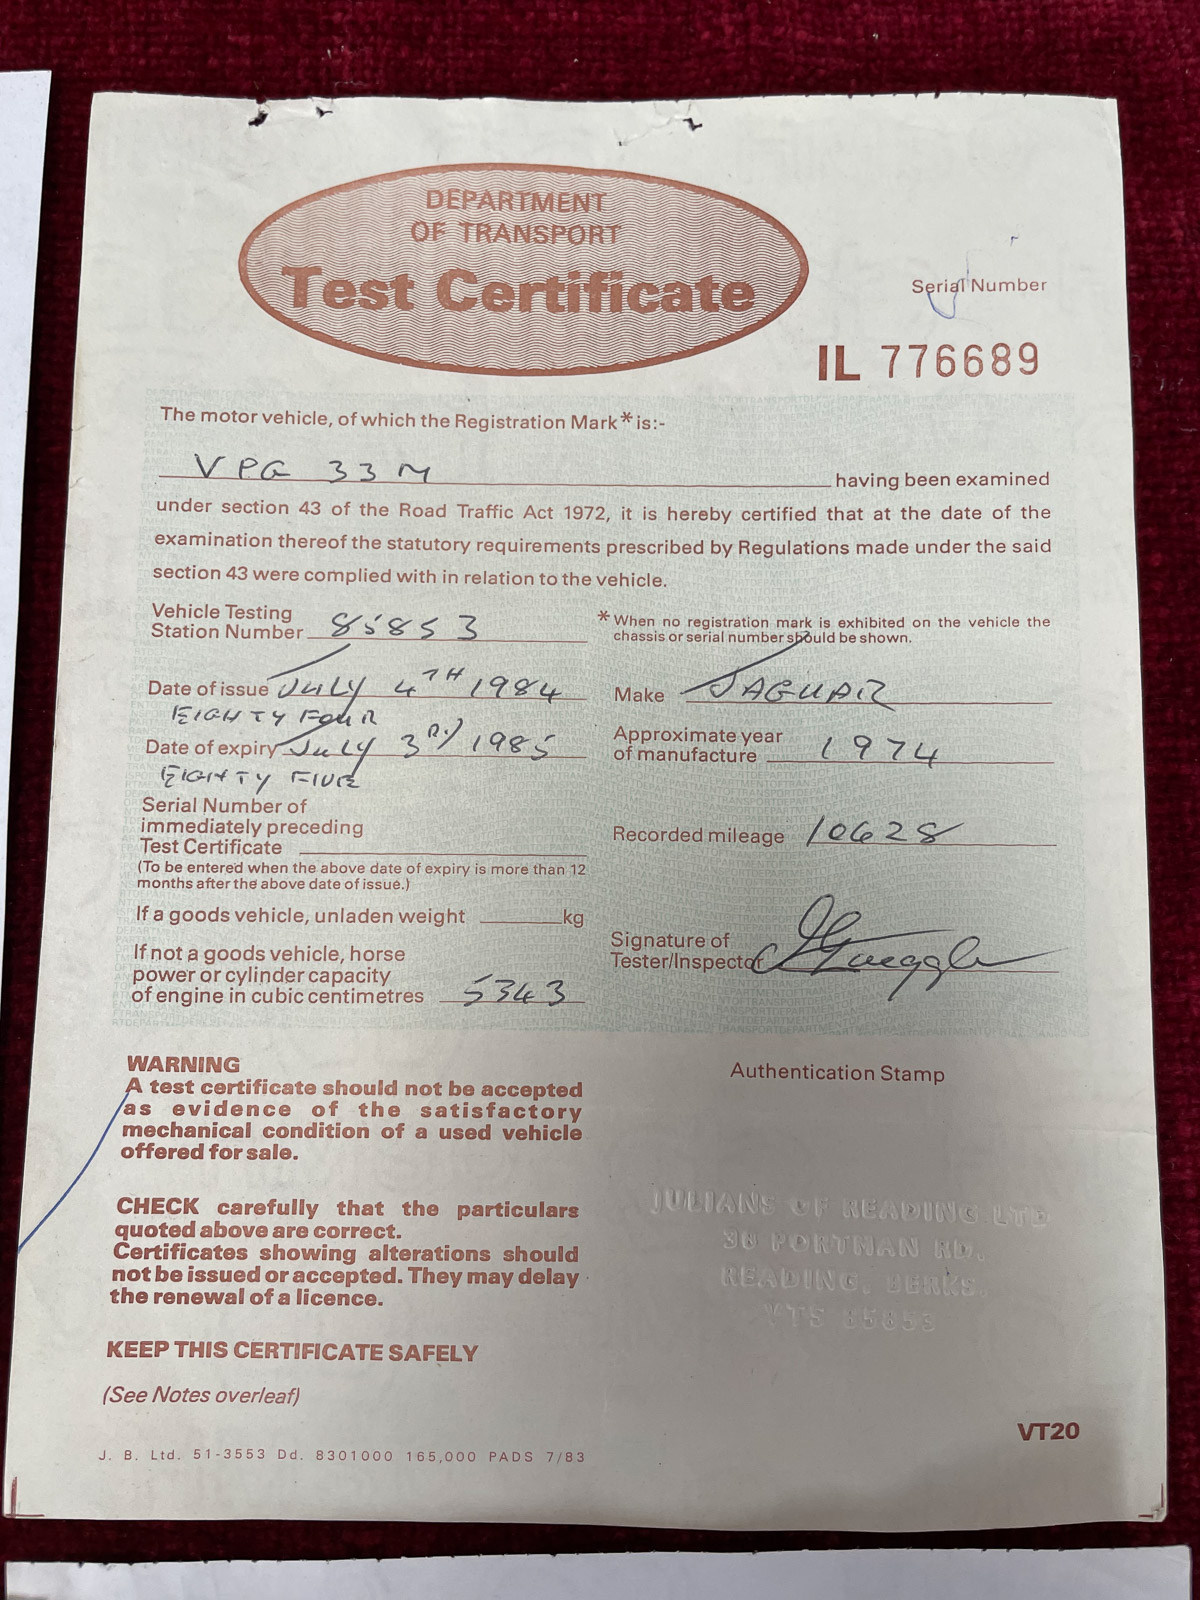 DEPARTMENT
OF TRANSPORT
Test Certificate
Serial Number
IL 776689
The motor vehicle, of which the Registration Mark * is:-
VPG 33M having been examined
under section 43 of the Road Traffic Act 1972, it is hereby certified that at the date of the
examination thereof the statutory requirements prescribed by Regulations made under the said
section 43 were complied with in relation to the vehicle.
Vehicle Testing
Station Number 85853
* When no registration mark is exhibited on the vehicle the
chassis or serial number should be shown.
Date of issue JULY 4TH 1984
EIGHTY FOUR
Make JAGUAR
Date of expiry JULY 3RD 1985
EIGHTY FIVE
Approximate year
of manufacture 1974
Serial Number of
immediately preceding
Test Certificate
(To be entered when the above date of expiry is more than 12
months after the above date of issue.)
Recorded mileage 10628
If a goods vehicle, unladen weight kg
If not a goods vehicle, horse
power or cylinder capacity
of engine in cubic centimetres 5343
Signature of
Tester/Inspector
WARNING
A test certificate should not be accepted
as evidence of the satisfactory
mechanical condition of a used vehicle
offered for sale.
CHECK carefully that the particulars
quoted above are correct.
Certificates showing alterations should
not be issued or accepted. They may delay
the renewal of a licence.
KEEP THIS CERTIFICATE SAFELY
(See Notes overleaf)
Authentication Stamp
JULIANS OF READING LTD
38 PORTMAN RD.
READING, BERKS.
VTS 85853
VT20
J. B. Ltd. 51-3553 Dd. 8301000 165,000 PADS 7/83